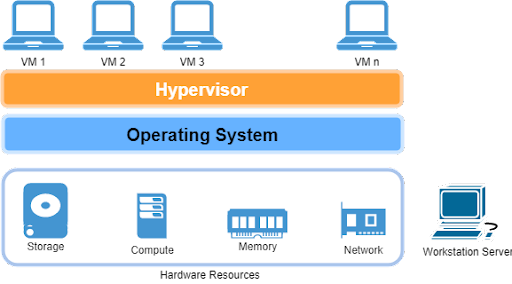 VM 1
VM 2
VM 3
VM n
Hypervisor
Operating System
Storage
Compute
Memory
Network
Workstation Server
Hardware Resources